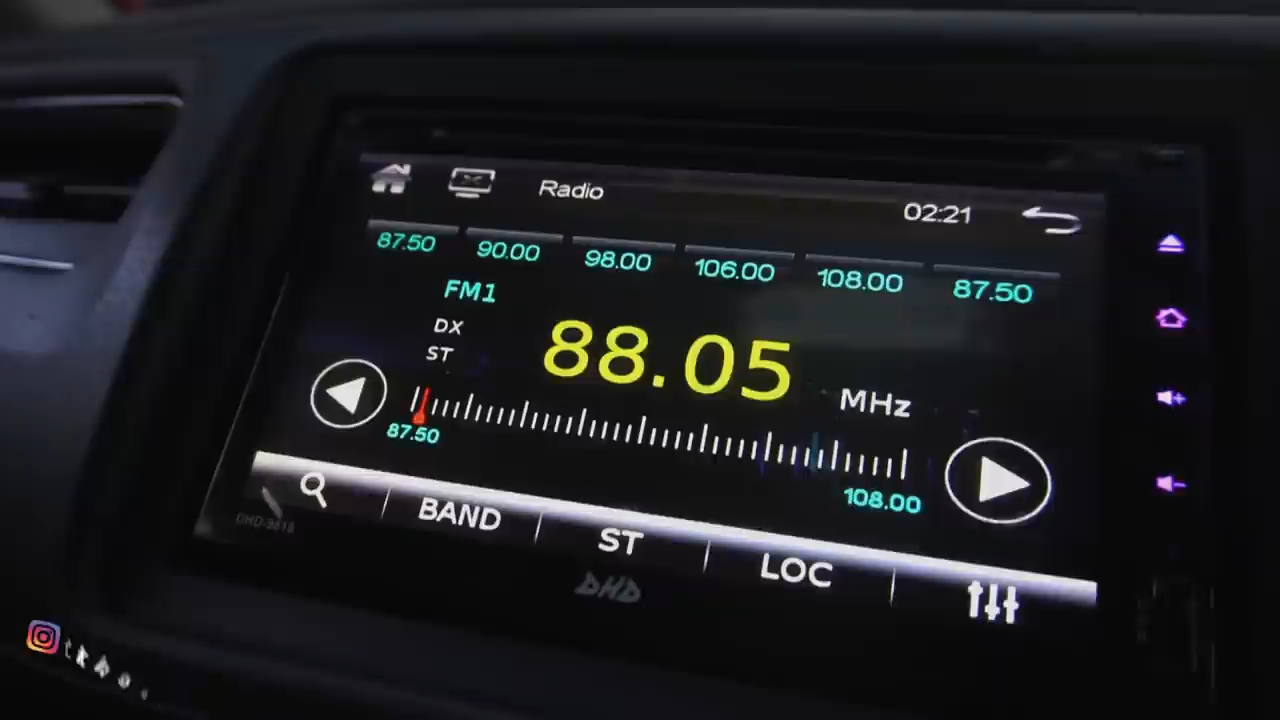 Radio
02:21
87.50 90.00 98.00 106.00 108.00 87.50
FM1
DX
ST
88.05 MHz
87.50
108.00
BAND ST LOC
DHD